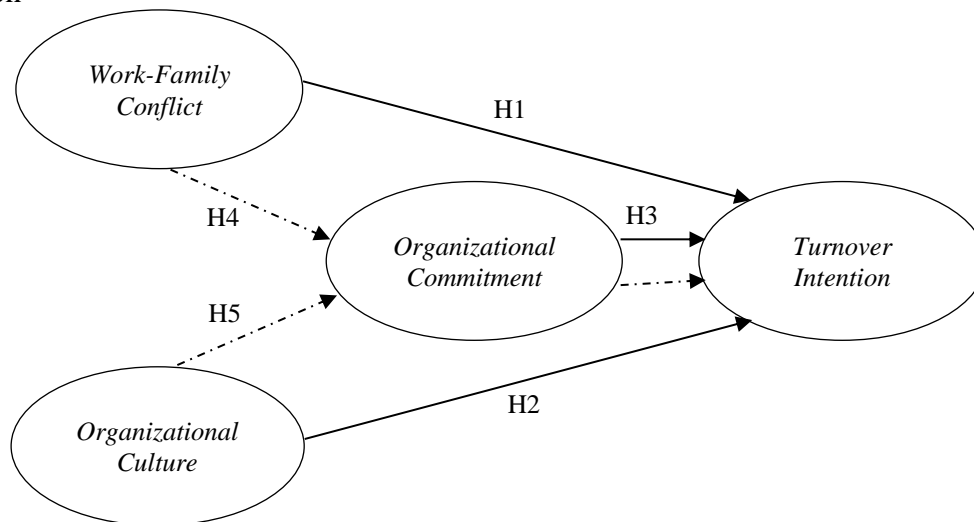 Work-Family
Conflict
H1
H4
H3
Organizational
Commitment
Turnover
Intention
H5
H2
Organizational
Culture